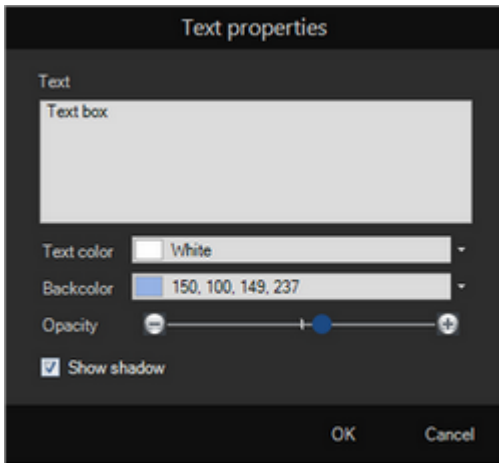 Text properties
Text
Text box
Text color White
Backcolor 150, 100, 149, 237
Opacity
Show shadow
OK Cancel